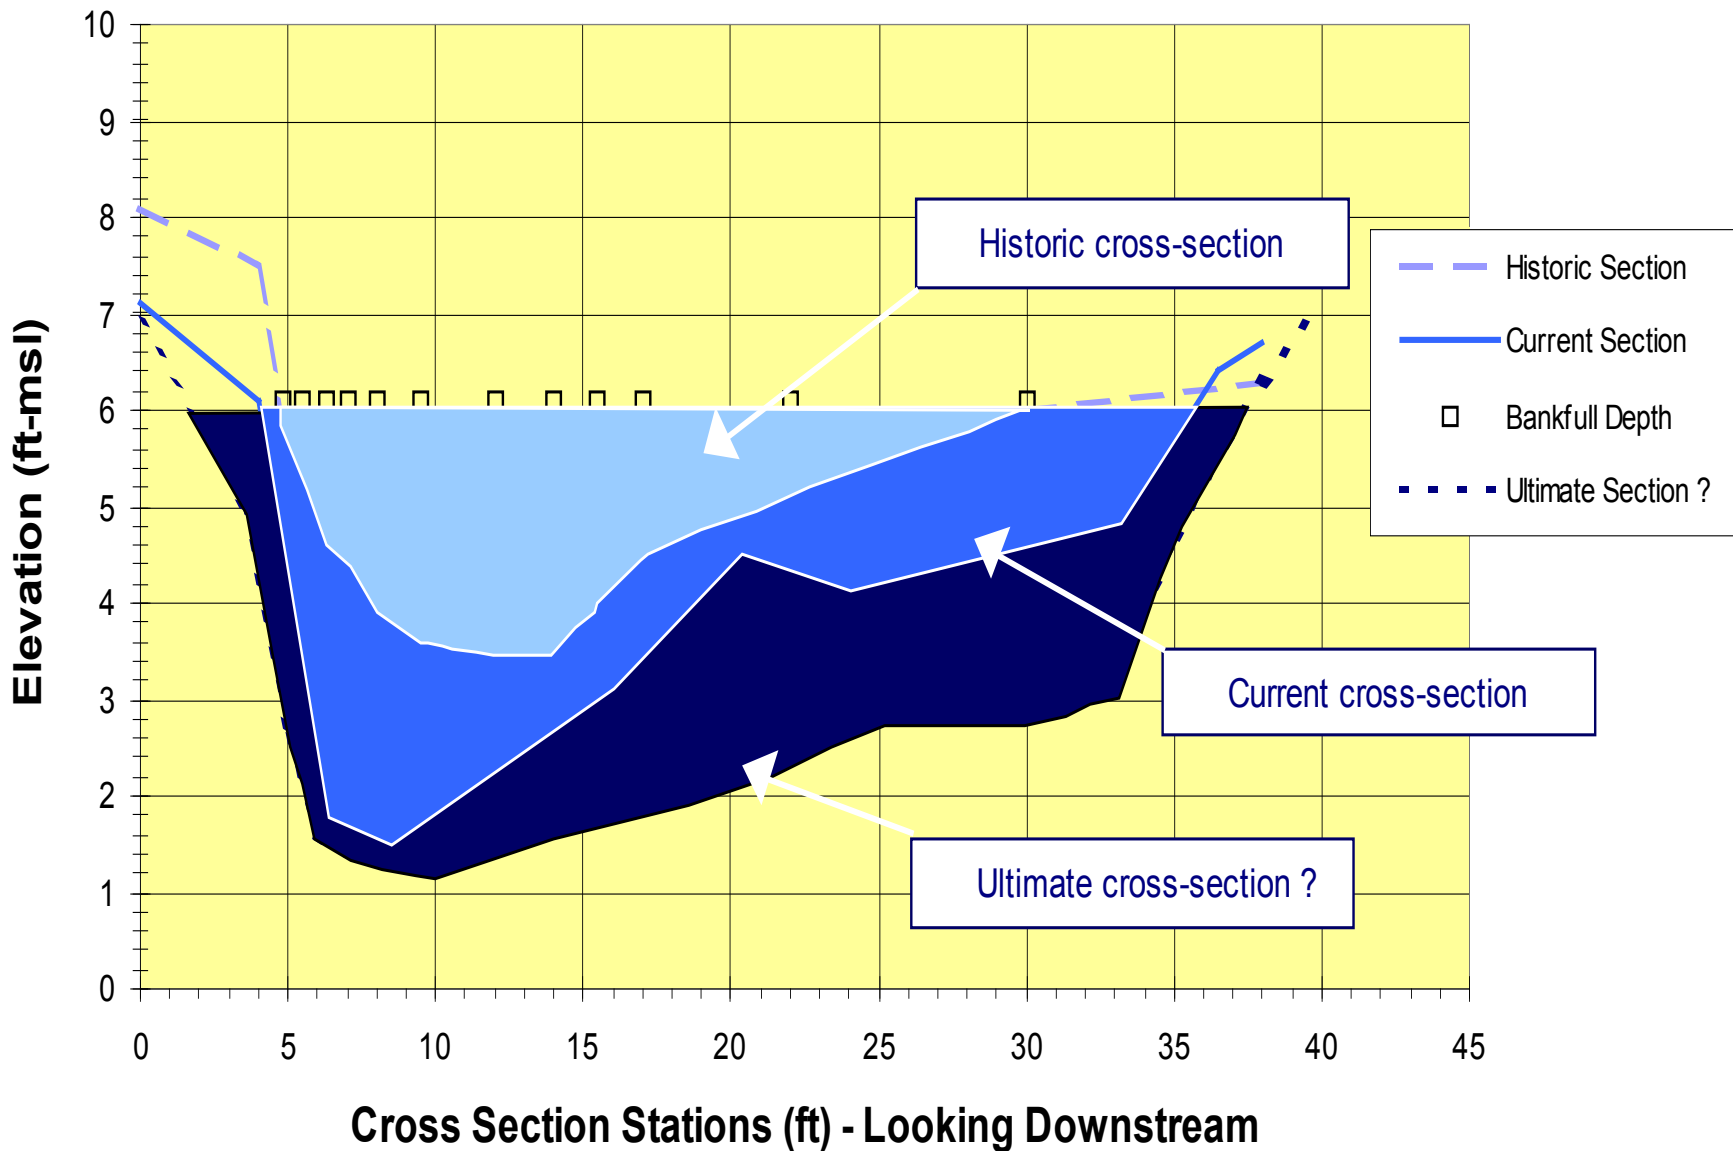 10
9
8
7
6
5
4
3
2
1
0
Elevation (ft-msl)
Historic cross-section
Current cross-section
Ultimate cross-section ?
Historic Section
Current Section
Bankfull Depth
Ultimate Section ?
0 5 10 15 20 25 30 35 40 45
Cross Section Stations (ft) - Looking Downstream